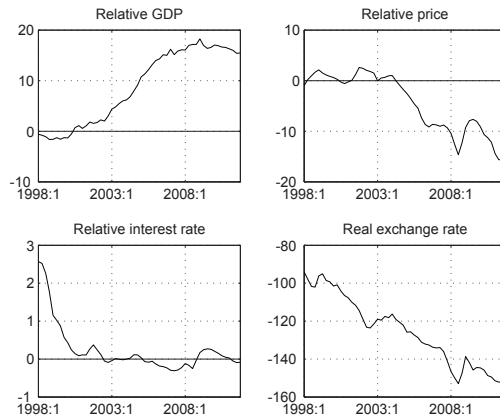 Relative GDP
20
10
0
-10
1998:1 2003:1 2008:1
Relative price
10
0
-10
-20
1998:1 2003:1 2008:1
Relative interest rate
3
2
1
0
-1
1998:1 2003:1 2008:1
Real exchange rate
-80
-100
-120
-140
-160
1998:1 2003:1 2008:1